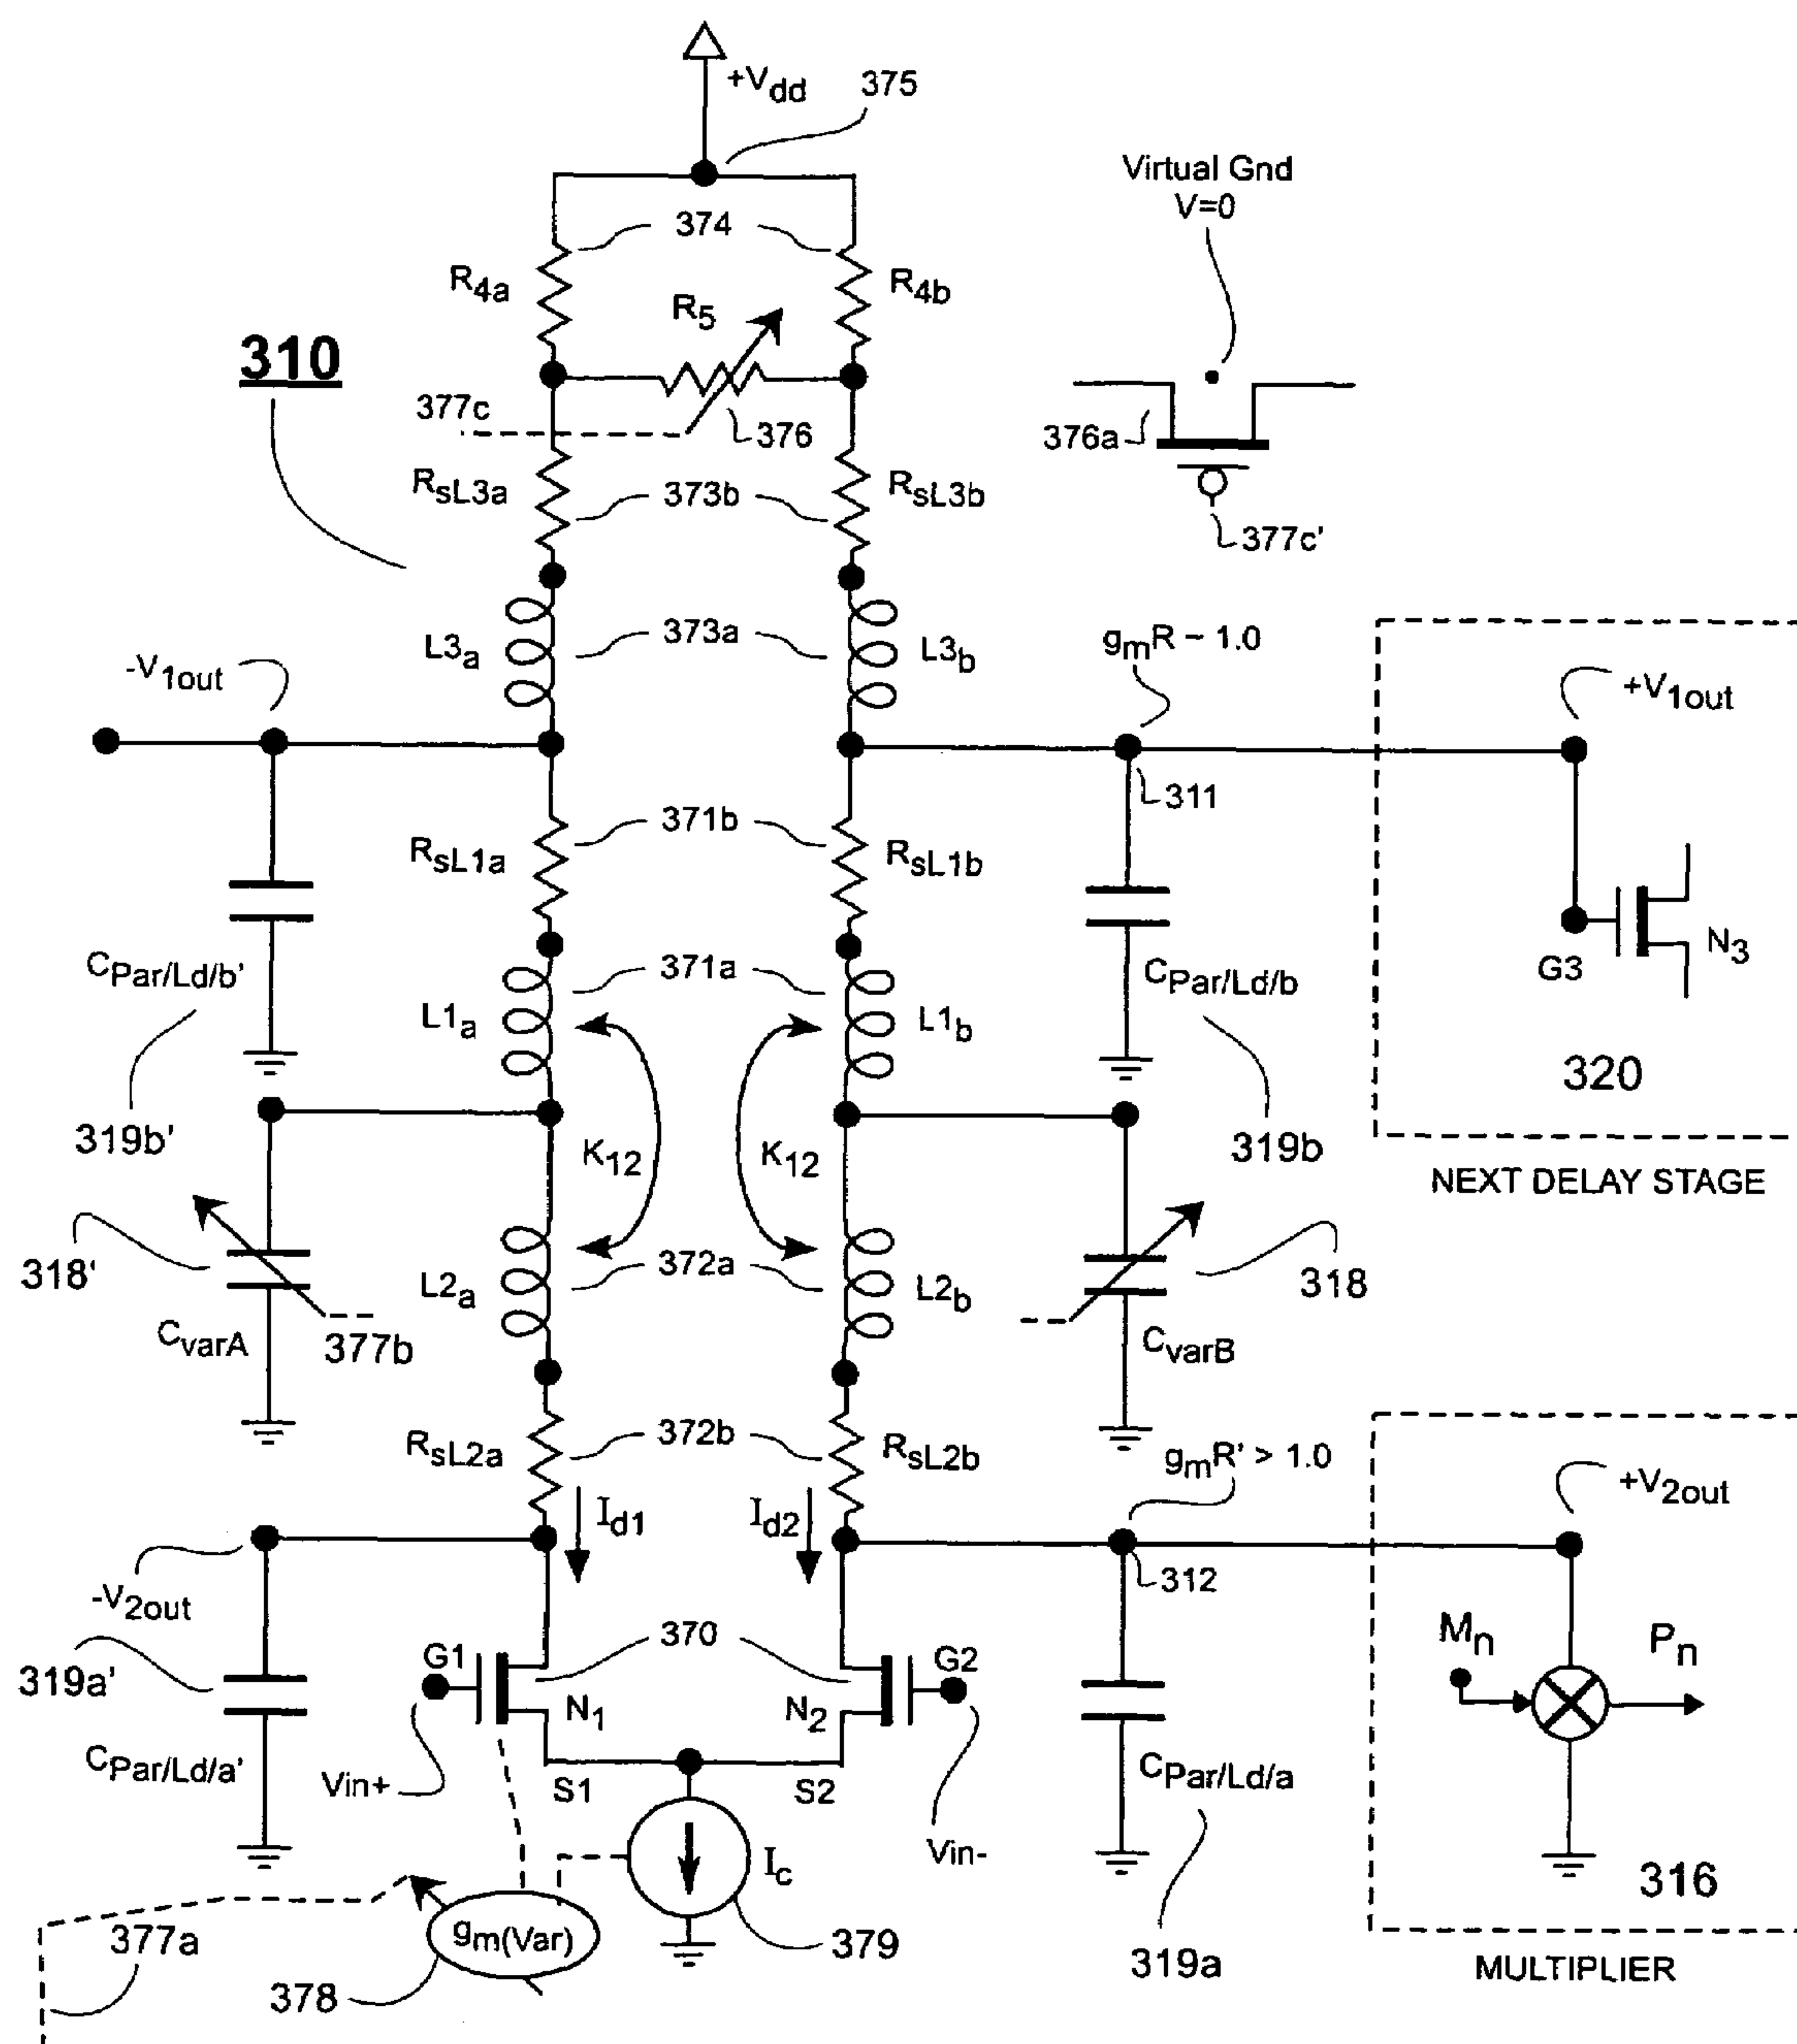 +Vdd
375
Virtual Gnd
V=0
374
R4a
R4b
R5
310
377c
376
376a
RsL3a
373b
RsL3b
377c'
L3a
373a
L3b
gmR ~ 1.0
-V1out
+V1out
311
371b
RsL1a
RsL1b
CPar/Ld/b'
371a
CPar/Ld/b
G3
N3
L1a
L1b
320
319b'
K12
K12
319b
NEXT DELAY STAGE
318'
L2a
372a
L2b
318
CvarA
377b
CvarB
RsL2a
372b
RsL2b
gmR' > 1.0
+V2out
Id1
Id2
-V2out
312
319a'
G1
370
G2
Mn
Pn
N1
N2
CPar/Ld/a'
Vin+
S1
S2
CPar/Ld/a
Vin-
Ic
316
377a
gm(Var)
379
319a
MULTIPLIER
378